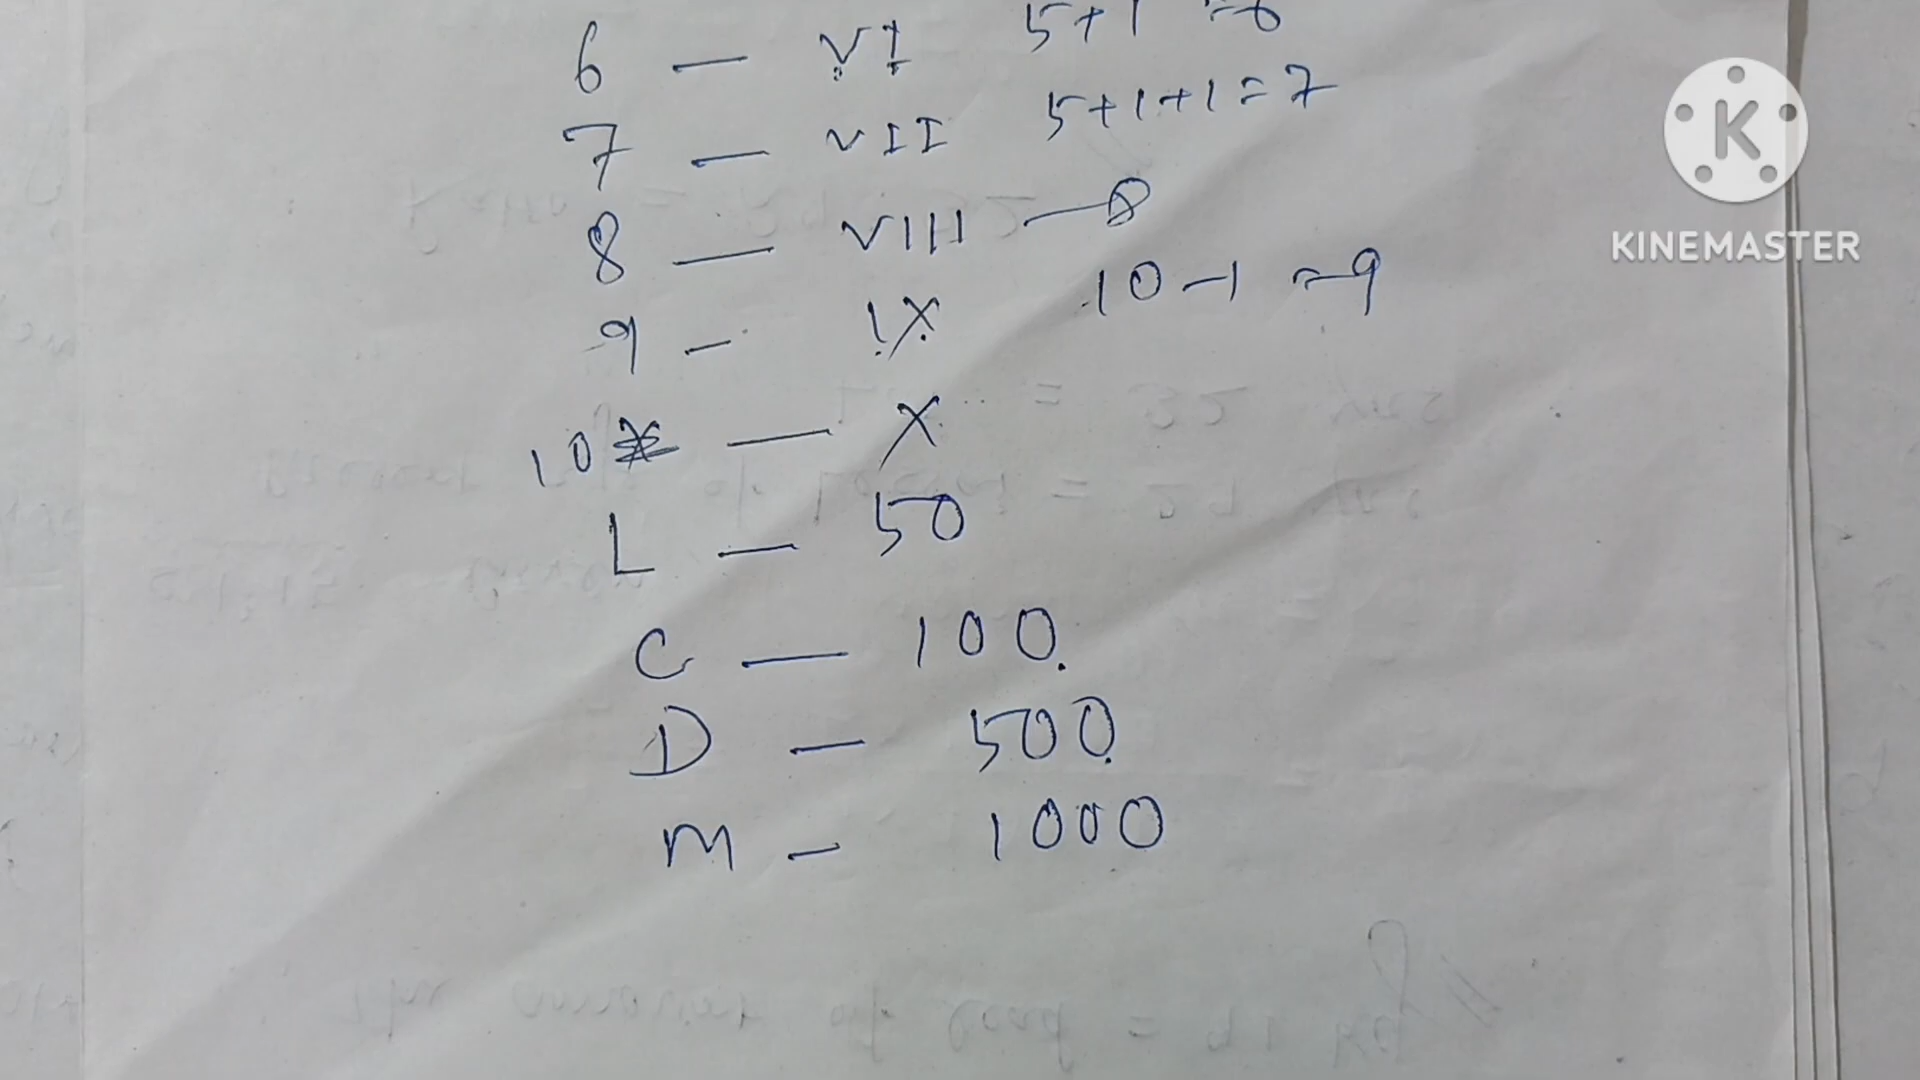 6 — VI 5+1 =6
7 — VII 5+1+1=7
8 — VIII — 8
9 - IX 10-1 =9
10 — X
L — 50
C — 100.
D — 500.
M - 1000
K
KINEMASTER